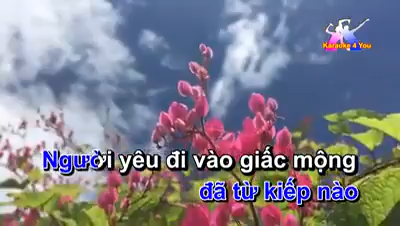 Karaoke 4 You
Người yêu đi vào giấc mộng
đã từ kiếp nào